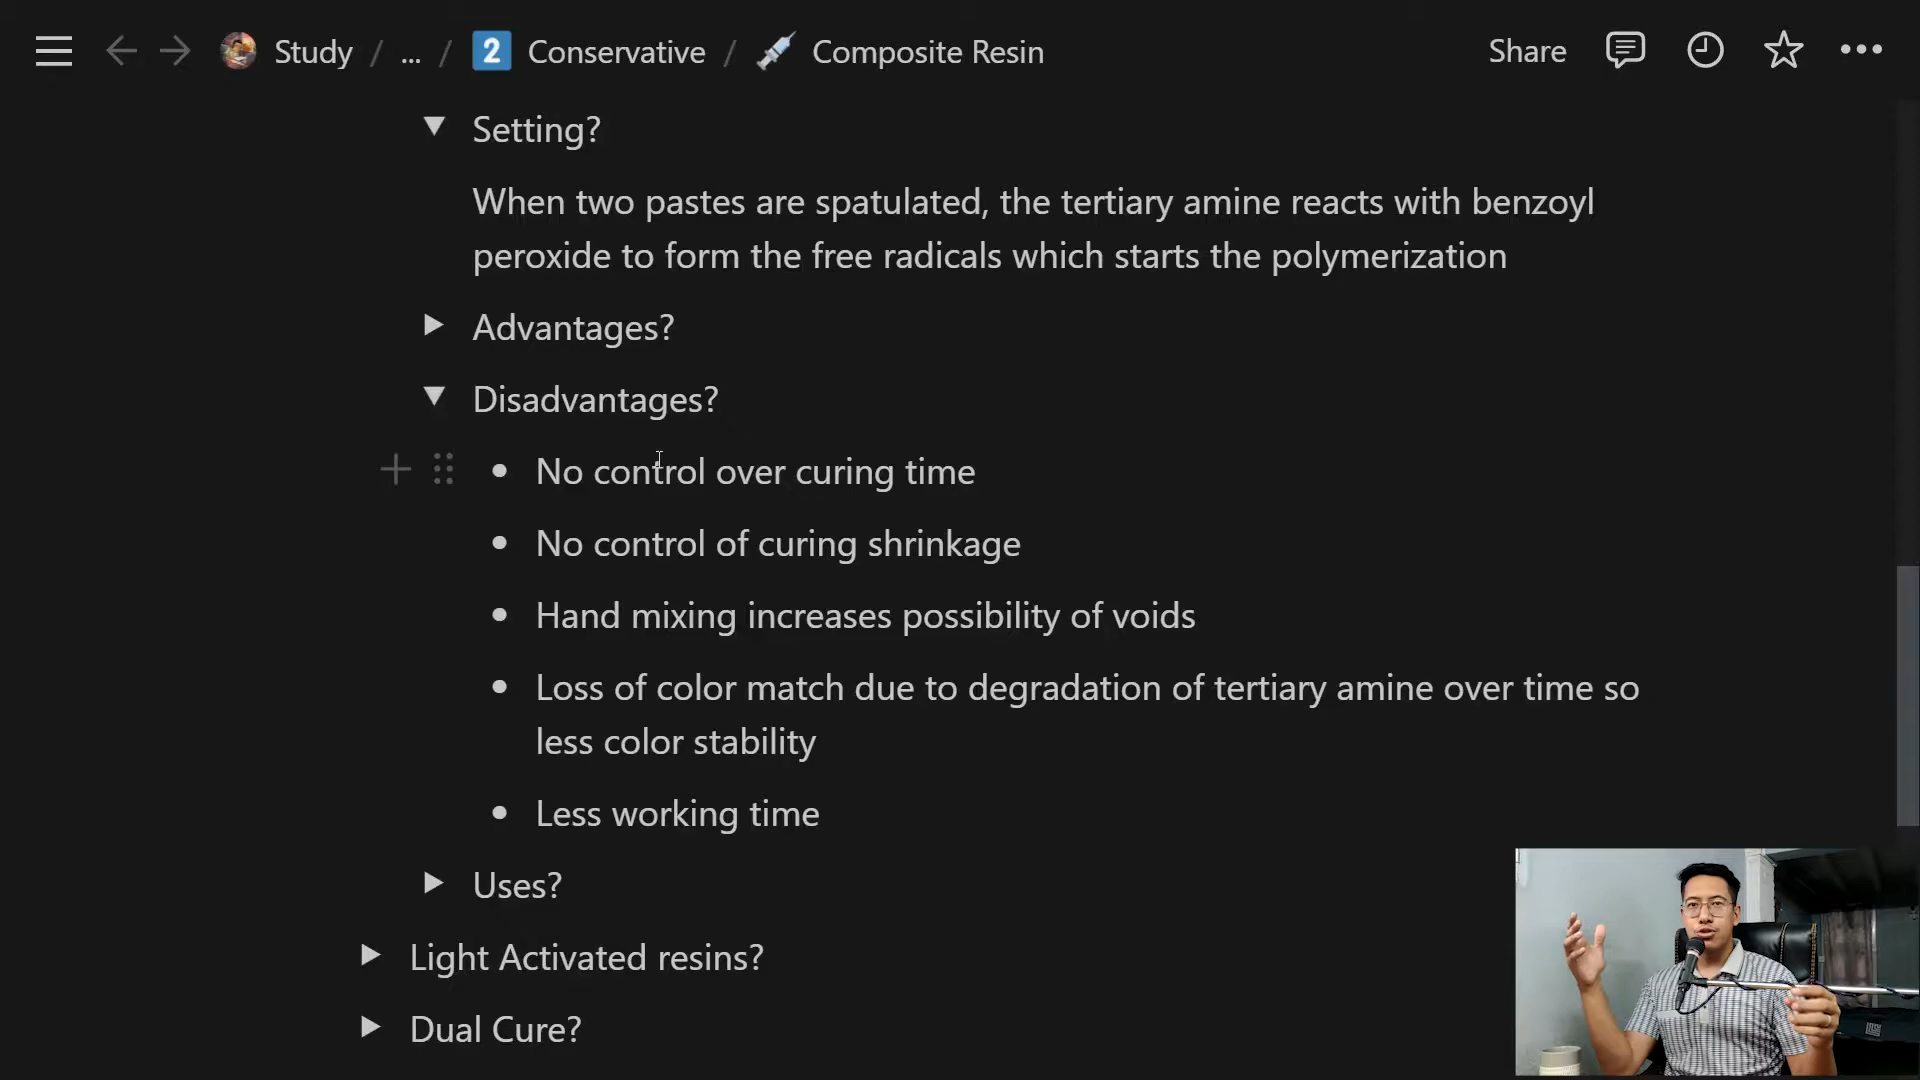 Study / ... / 2 Conservative / Composite Resin
Share
Setting?
When two pastes are spatulated, the tertiary amine reacts with benzoyl
peroxide to form the free radicals which starts the polymerization
Advantages?
Disadvantages?
No control over curing time
No control of curing shrinkage
Hand mixing increases possibility of voids
Loss of color match due to degradation of tertiary amine over time so
less color stability
Less working time
Uses?
Light Activated resins?
Dual Cure?